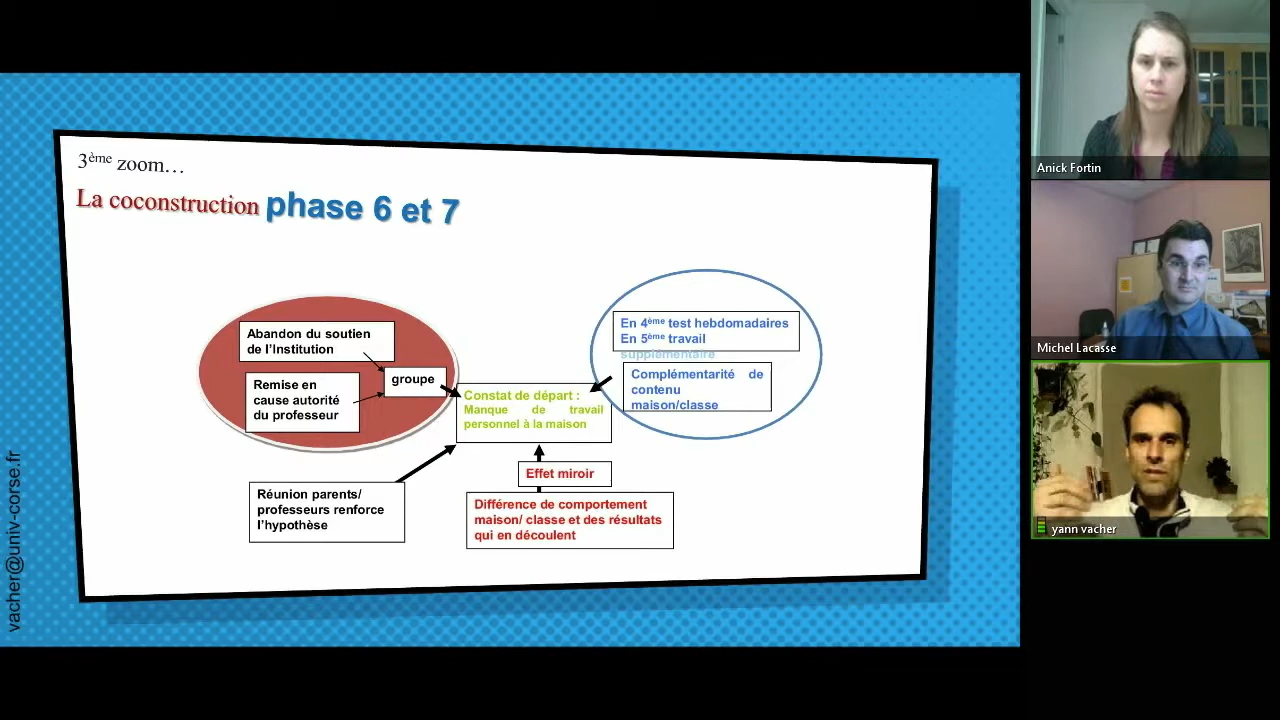 3ème zoom…
La coconstruction phase 6 et 7
Abandon du soutien
de l'Institution
Remise en
cause autorité
du professeur
groupe
Constat de départ :
Manque de travail
personnel à la maison
En 4ème test hebdomadaires
En 5ème travail
supplémentaire
Complémentarité de
contenu
maison/classe
Réunion parents/
professeurs renforce
l'hypothèse
Effet miroir
Différence de comportement
maison/ classe et des résultats
qui en découlent
vacher@univ-corse.fr
Anick Fortin
Michel Lacasse
yann vacher